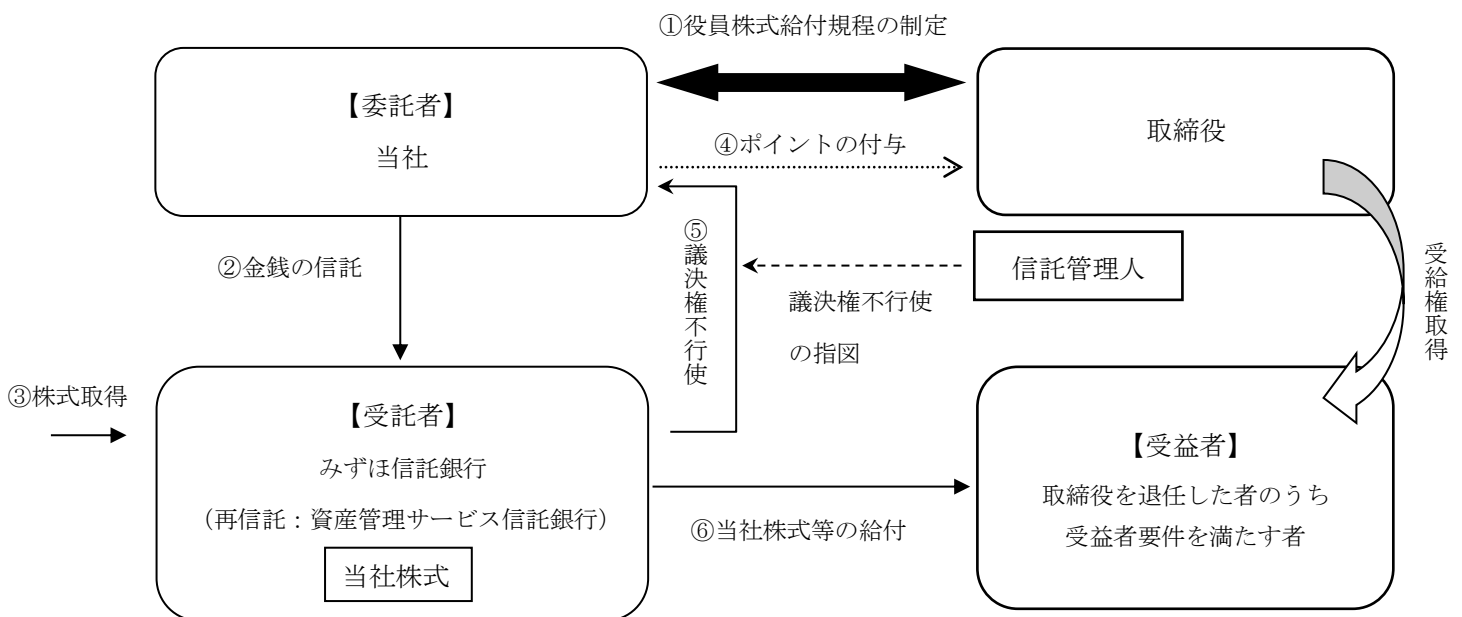 ①役員株式給付規程の制定
【委託者】
当社
取締役
④ポイントの付与
②金銭の信託
⑤議決権不行使
信託管理人
議決権不行使
の指図
受給権取得
③株式取得
【受託者】
みずほ信託銀行
（再信託：資産管理サービス信託銀行）
当社株式
⑥当社株式等の給付
【受益者】
取締役を退任した者のうち
受益者要件を満たす者